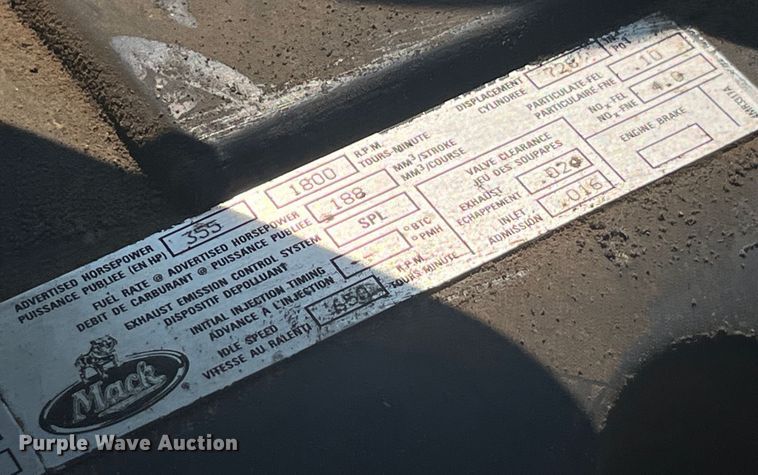 ADVERTISED HORSEPOWER 353 1800 R.P.M.
PUISSANCE PUBLIEE (EN HP) TOURS-MINUTE
FUEL RATE @ ADVERTISED HORSEPOWER 188 MM³/STROKE
DEBIT DE CARBURANT @ PUISSANCE PUBLIEE MM³/COURSE
EXHAUST EMISSION CONTROL SYSTEM SPL
DISPOSITIF DEPOLLUANT
INITIAL INJECTION TIMING °BTC
ADVANCE A L'INJECTION °PMH
IDLE SPEED 650 R.P.M.
VITESSE AU RALENTI TOURS MINUTE
DISPLACEMENT 728
CYLINDREE
VALVE CLEARANCE
JEU DES SOUPAPES
EXHAUST .024
ECHAPPEMENT
INLET .016
ADMISSION
PARTICULATE-FEL .10
PARTICULAIRE-FNE
NOx-FEL 4.0
NOx-FNE
ENGINE BRAKE
Mack
Purple Wave Auction